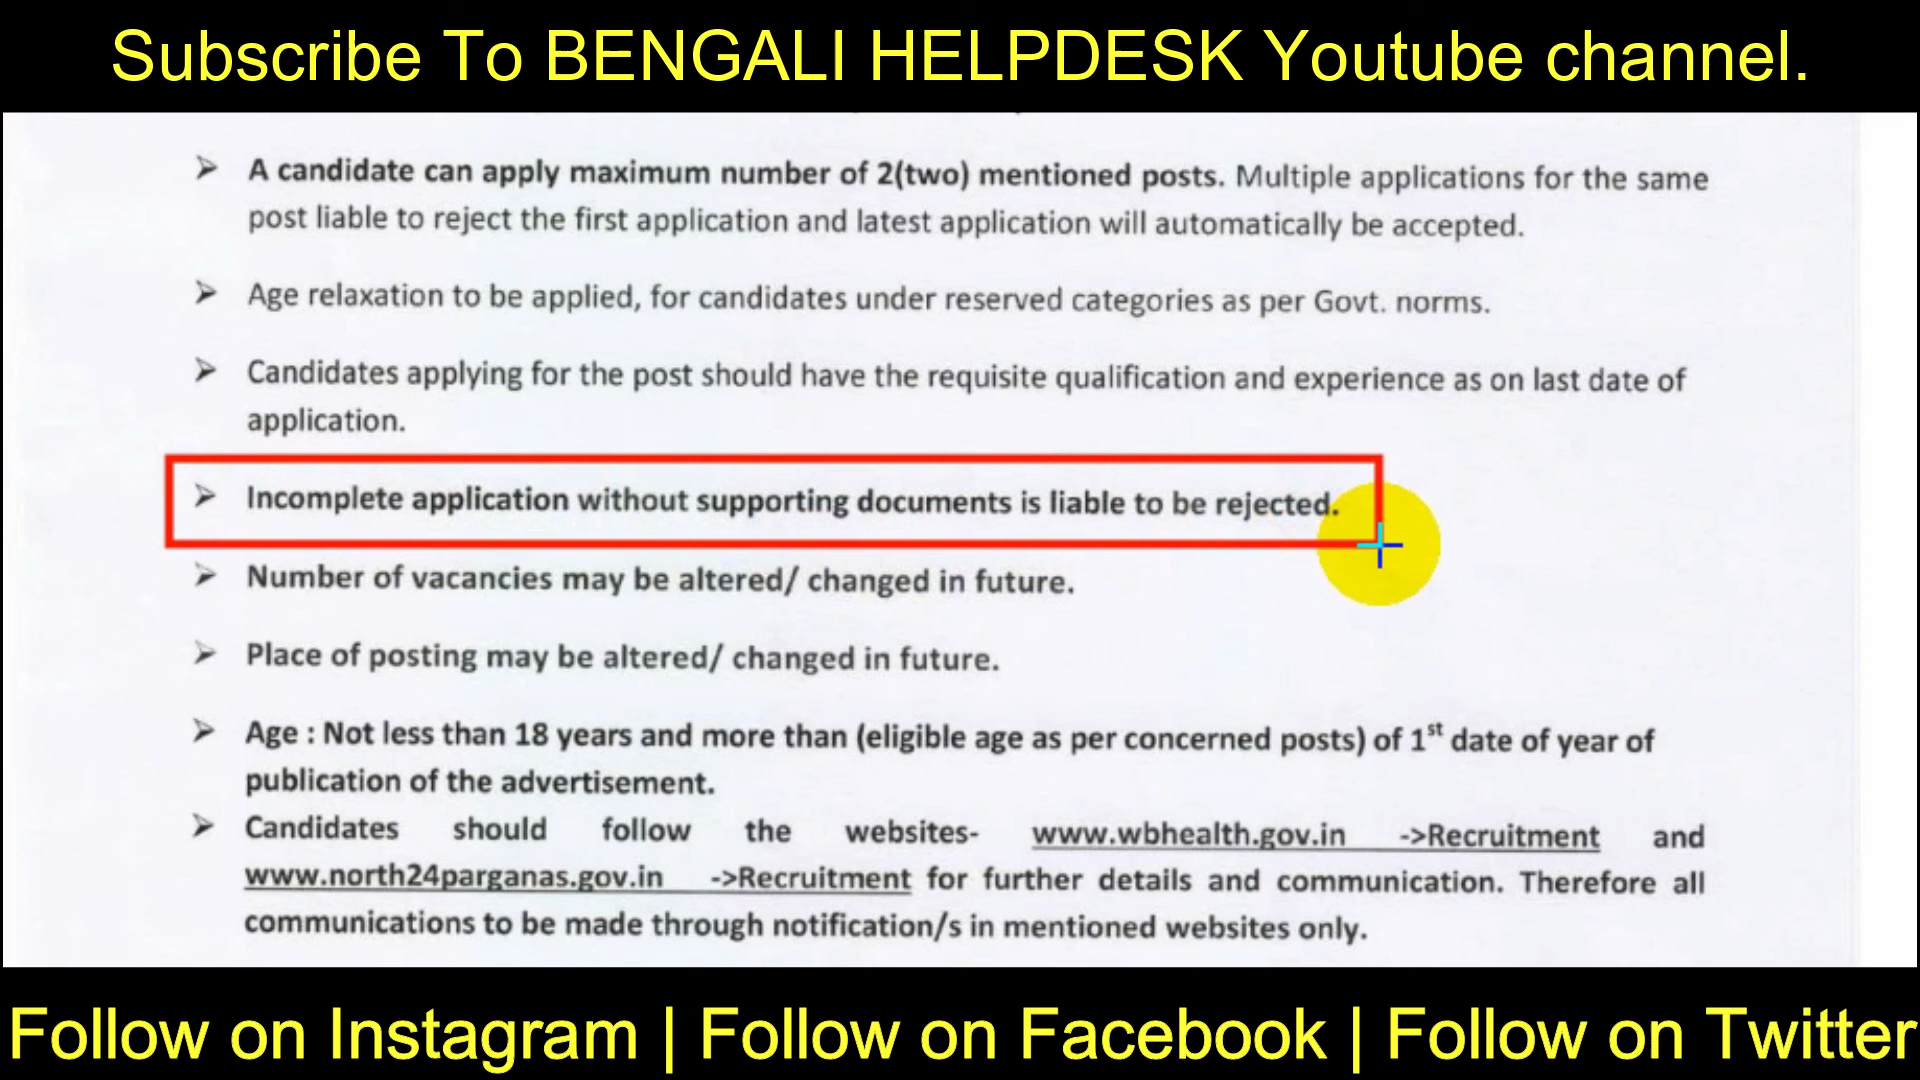 Subscribe To BENGALI HELPDESK Youtube channel.
➢ A candidate can apply maximum number of 2(two) mentioned posts. Multiple applications for the same
post liable to reject the first application and latest application will automatically be accepted.
➢ Age relaxation to be applied, for candidates under reserved categories as per Govt. norms.
➢ Candidates applying for the post should have the requisite qualification and experience as on last date of
application.
➢ Incomplete application without supporting documents is liable to be rejected.
➢ Number of vacancies may be altered/ changed in future.
➢ Place of posting may be altered/ changed in future.
➢ Age : Not less than 18 years and more than (eligible age as per concerned posts) of 1st date of year of
publication of the advertisement.
➢ Candidates should follow the websites- www.wbhealth.gov.in ->Recruitment and
www.north24parganas.gov.in ->Recruitment for further details and communication. Therefore all
communications to be made through notification/s in mentioned websites only.
Follow on Instagram | Follow on Facebook | Follow on Twitter